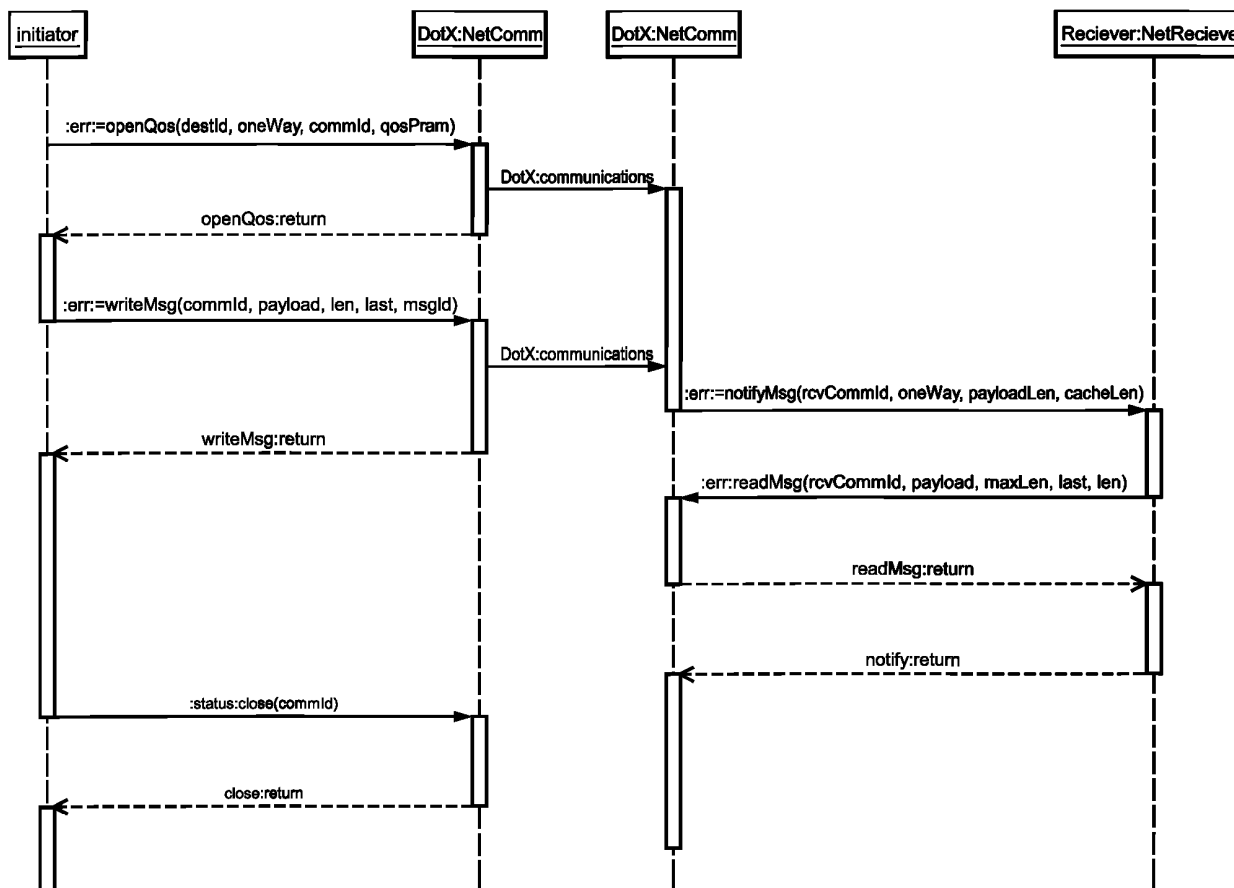 initiator
DotX:NetComm
DotX:NetComm
Reciever:NetRecieve
:err:=openQos(destId, oneWay, commId, qosPram)
DotX:communications
openQos:return
:err:=writeMsg(commId, payload, len, last, msgId)
DotX:communications
:err:=notifyMsg(rcvCommId, oneWay, payloadLen, cacheLen)
writeMsg:return
:err:readMsg(rcvCommId, payload, maxLen, last, len)
readMsg:return
notify:return
:status:close(commId)
close:return